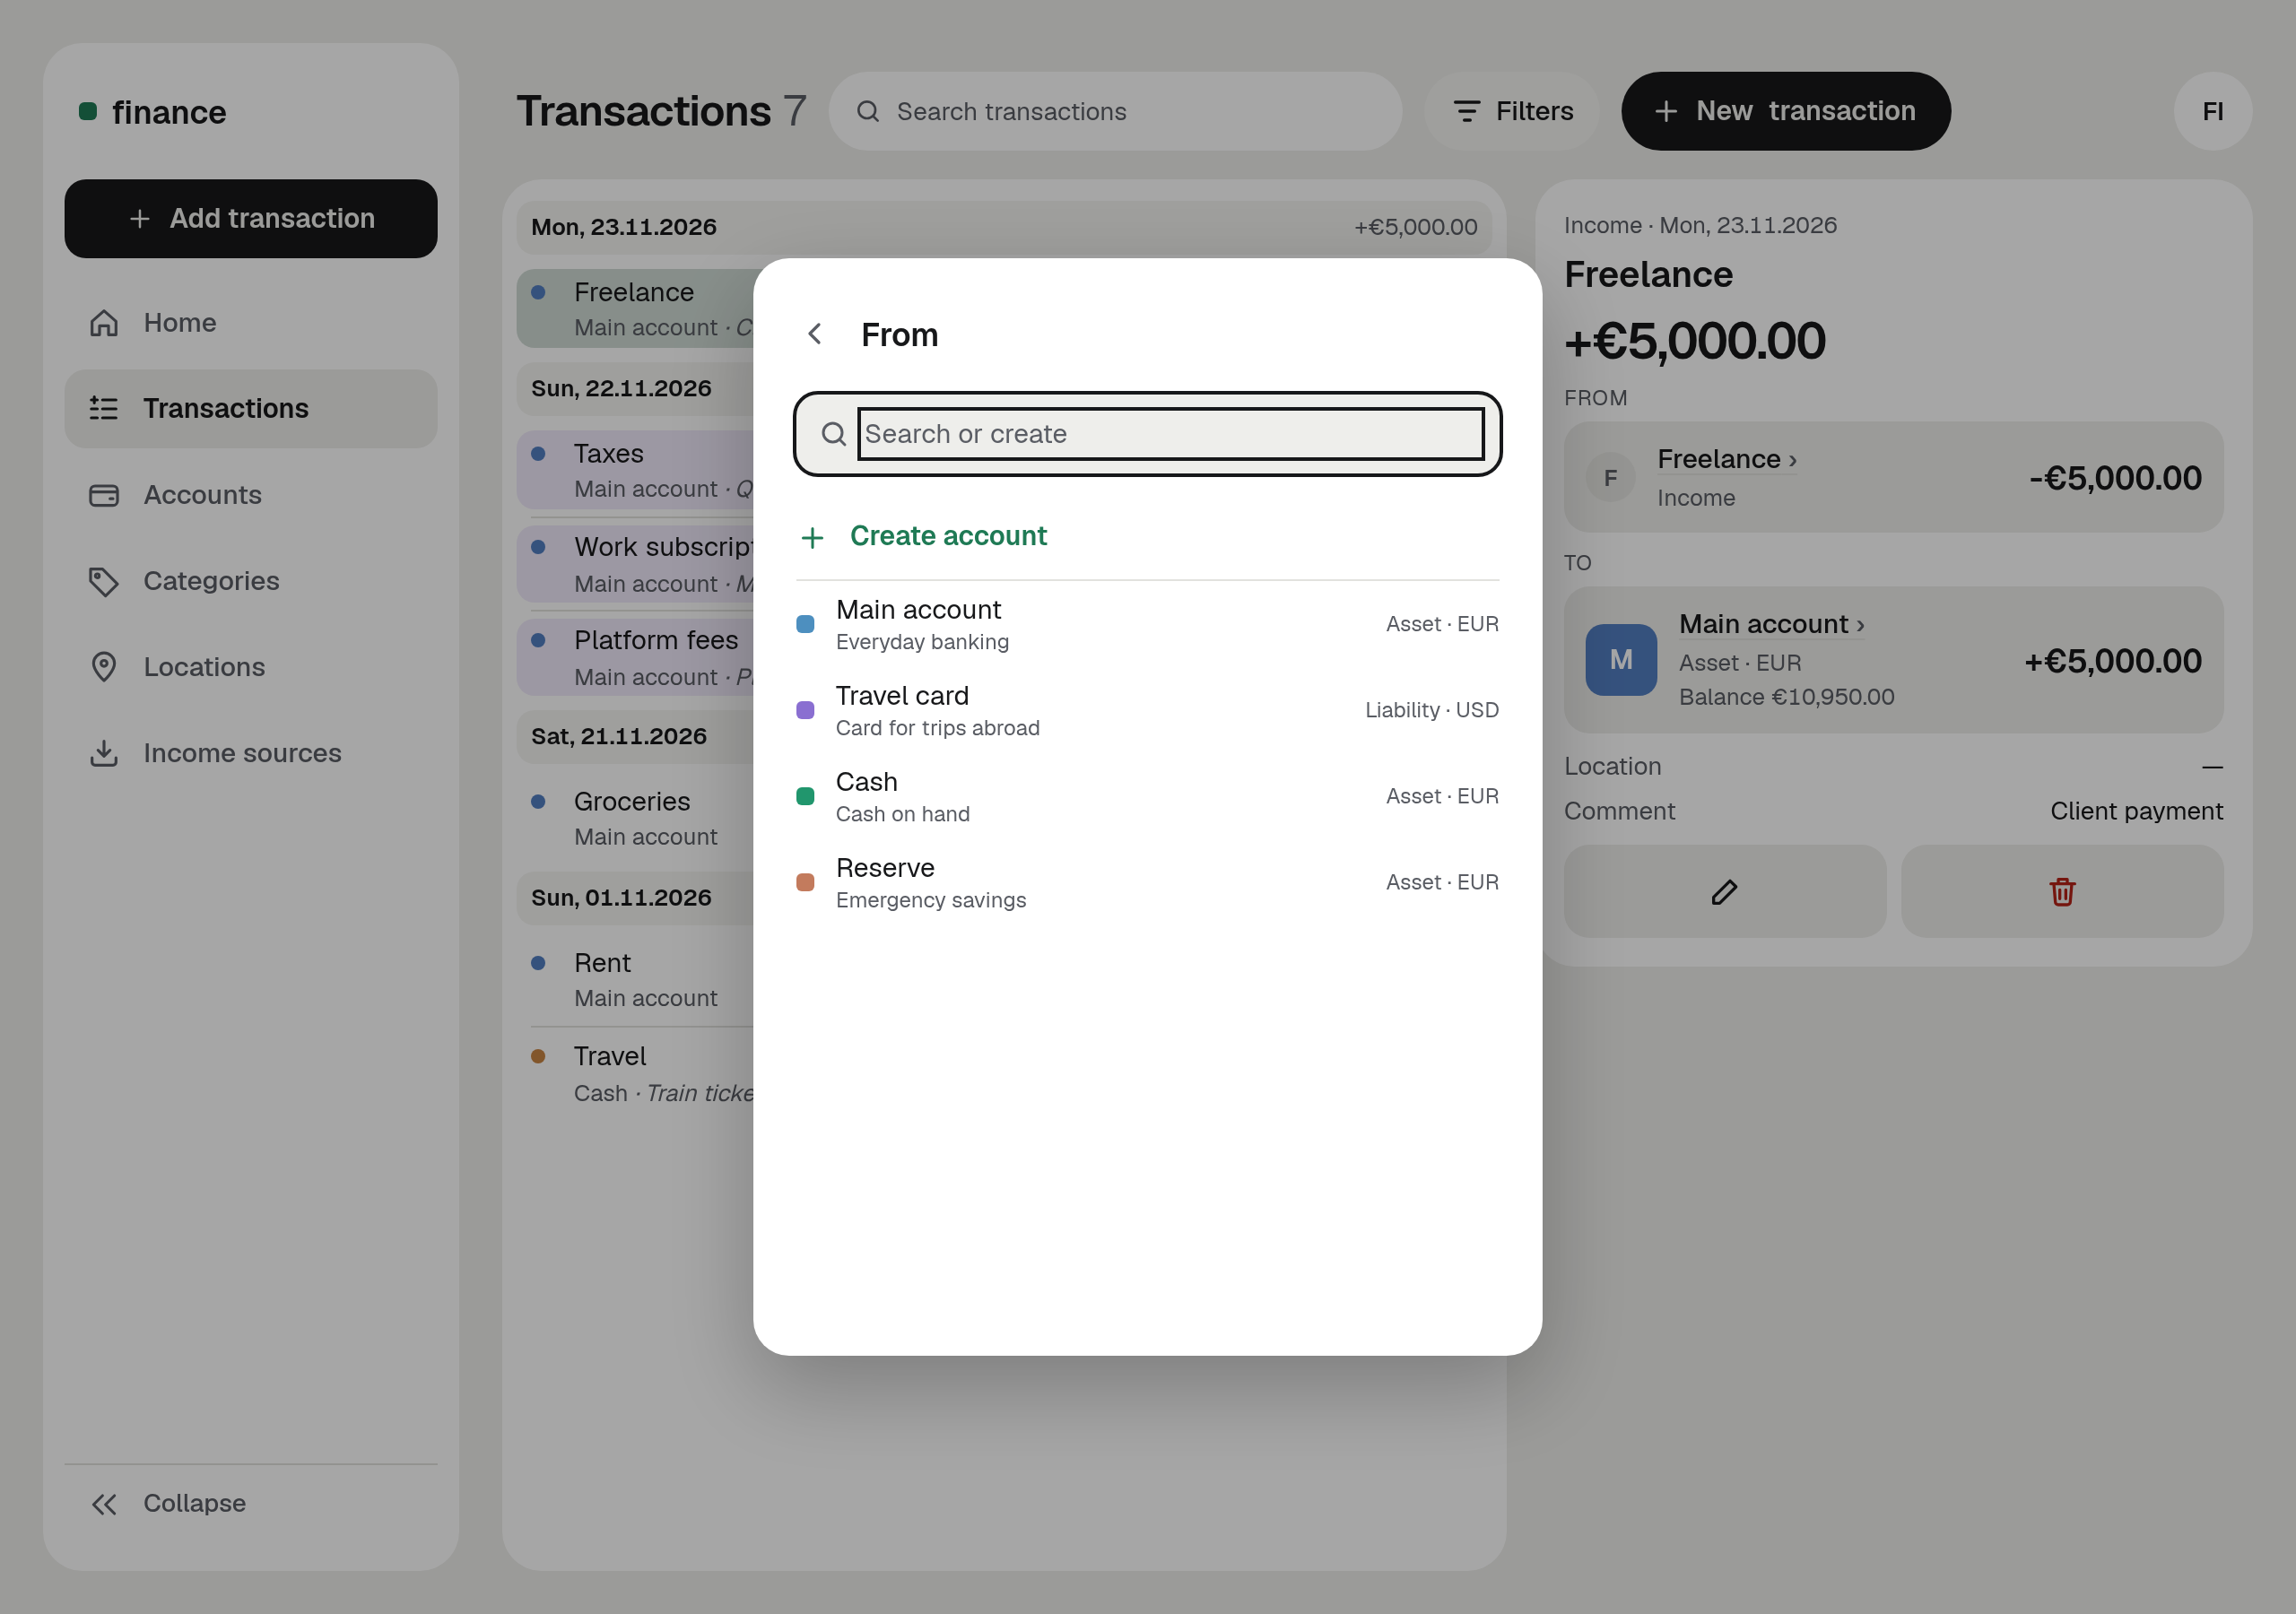 finance
Add transaction
Home
Transactions
Accounts
Categories
Locations
Income sources
Collapse
Transactions 7
Search transactions
Filters
New transaction
FI
Mon, 23.11.2026
+€5,000.00
Freelance
Main account ·
Sun, 22.11.2026
Taxes
Main account ·
Work
Main account ·
Platform fees
Main account ·
Sat, 21.11.2026
Groceries
Main account
Sun, 01.11.2026
Rent
Main account
Travel
Cash · Train
From
Search or create
Create account
Main account
Everyday banking
Asset · EUR
Travel card
Card for trips abroad
Liability · USD
Cash
Cash on hand
Asset · EUR
Reserve
Emergency savings
Asset · EUR
Income · Mon, 23.11.2026
Freelance
+€5,000.00
FROM
F
Freelance ›
Income
-€5,000.00
TO
M
Main account ›
Asset · EUR
Balance €10,950.00
+€5,000.00
Location
—
Comment
Client payment